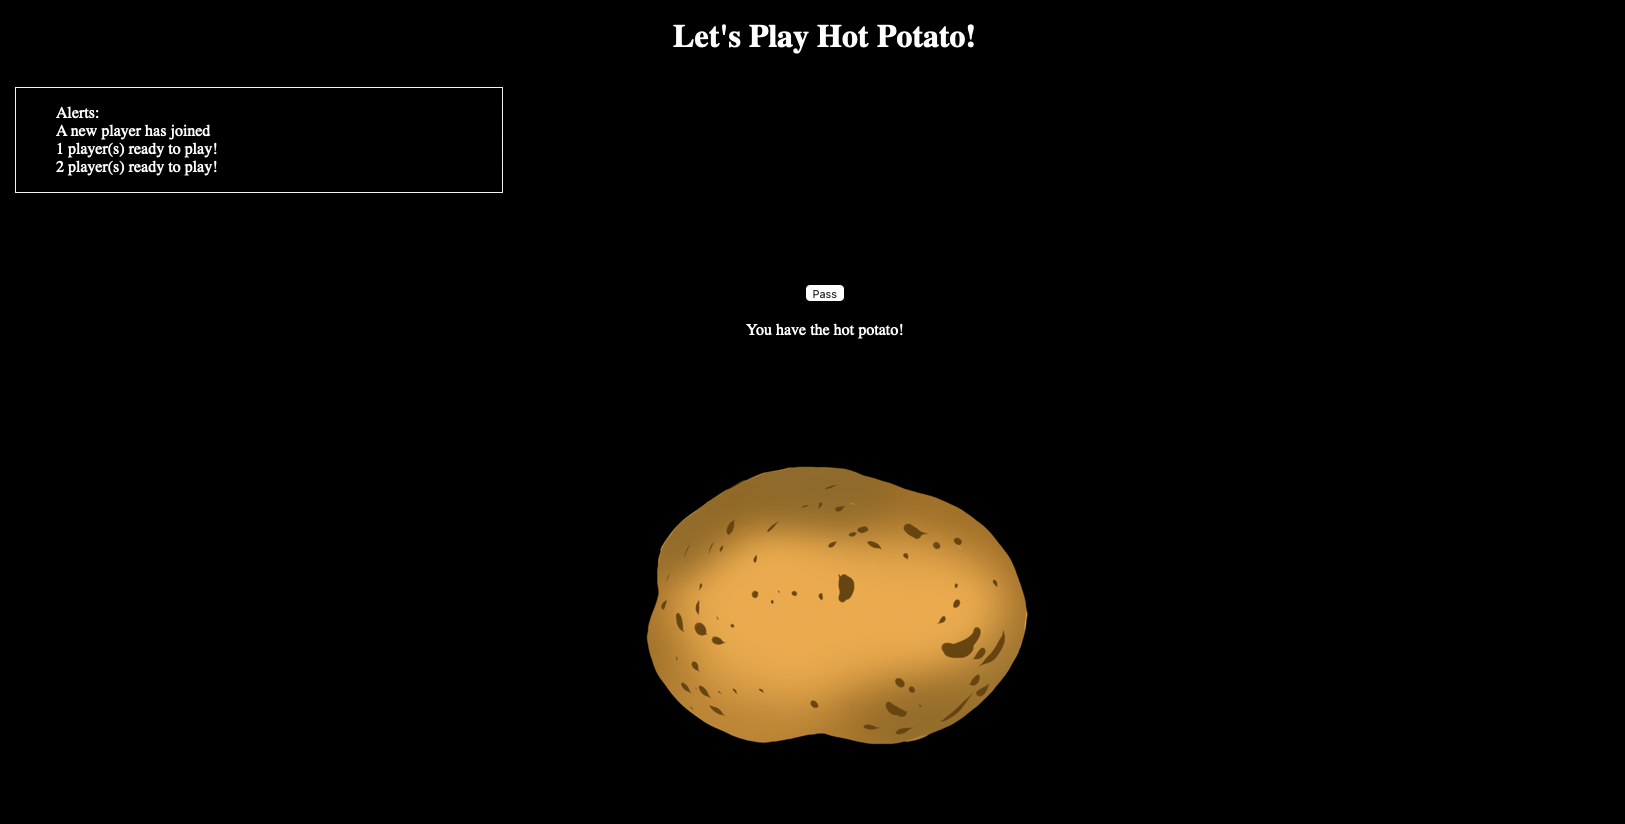 Let's Play Hot Potato!
Alerts:
A new player has joined
1 player(s) ready to play!
2 player(s) ready to play!
Pass
You have the hot potato!